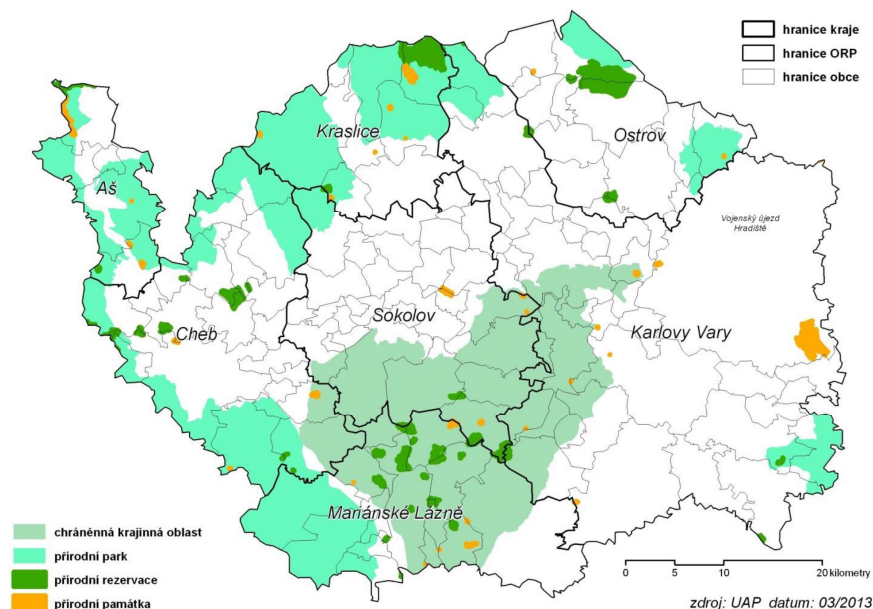 hranice kraje
hranice ORP
hranice obce
Kraslice
Ostrov
Aš
Vojenský újezd
Hradiště
Cheb
Sokolov
Karlovy Vary
Mariánské Lázně
chráněnná krajinná oblast
přírodní park
přírodní rezervace
přírodní památka
0 5 10 20 kilometry
zdroj: UAP datum: 03/2013